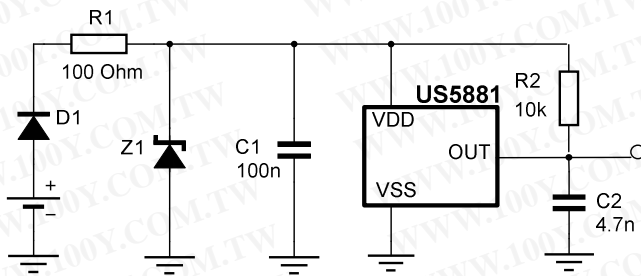 R1
100 Ohm
D1
+
−
Z1
C1
100n
US5881
VDD
OUT
VSS
R2
10k
C2
4.7n
WWW.100Y.COM.TW